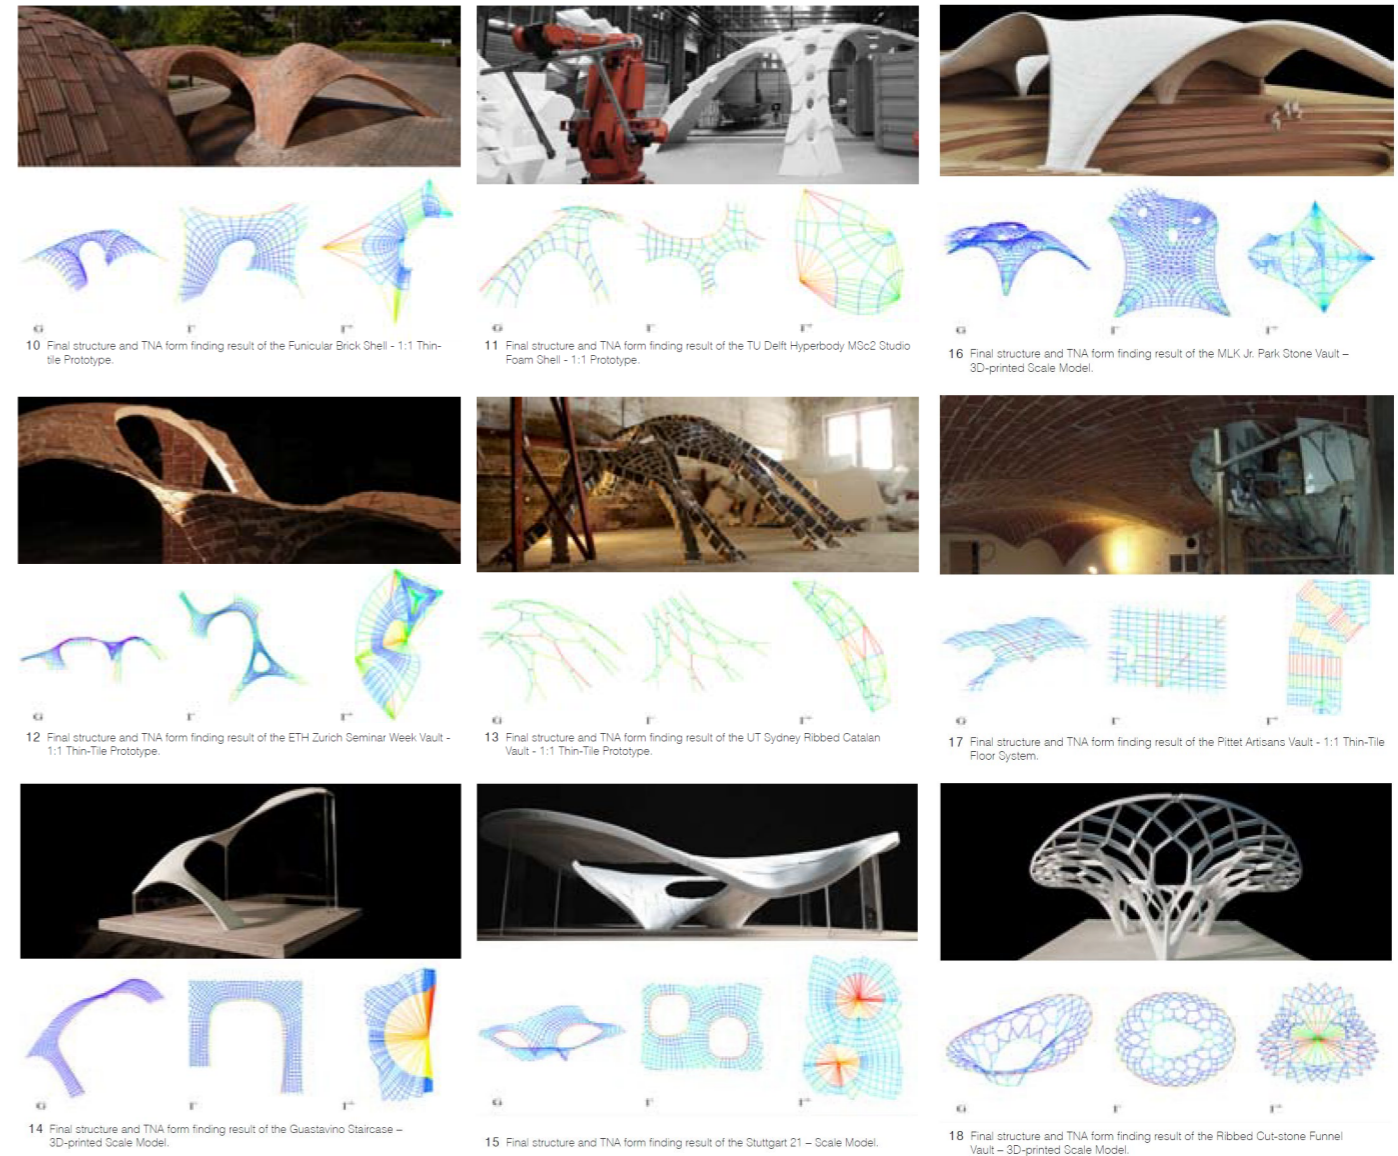 G Γ Γ*
10 Final structure and TNA form finding result of the Funicular Brick Shell - 1:1 Thin-
tile Prototype.
G Γ Γ*
11 Final structure and TNA form finding result of the TU Delft Hyperbody MSc2 Studio
Foam Shell - 1:1 Prototype.
G Γ Γ*
16 Final structure and TNA form finding result of the MLK Jr. Park Stone Vault –
3D-printed Scale Model.
G Γ Γ*
12 Final structure and TNA form finding result of the ETH Zurich Seminar Week Vault -
1:1 Thin-Tile Prototype.
G Γ Γ*
13 Final structure and TNA form finding result of the UT Sydney Ribbed Catalan
Vault - 1:1 Thin-Tile Prototype.
G Γ Γ*
17 Final structure and TNA form finding result of the Pittet Artisans Vault - 1:1 Thin-Tile
Floor System.
G Γ Γ*
14 Final structure and TNA form finding result of the Guastavino Staircase –
3D-printed Scale Model.
G Γ Γ*
15 Final structure and TNA form finding result of the Stuttgart 21 – Scale Model.
G Γ Γ*
18 Final structure and TNA form finding result of the Ribbed Cut-stone Funnel
Vault – 3D-printed Scale Model.